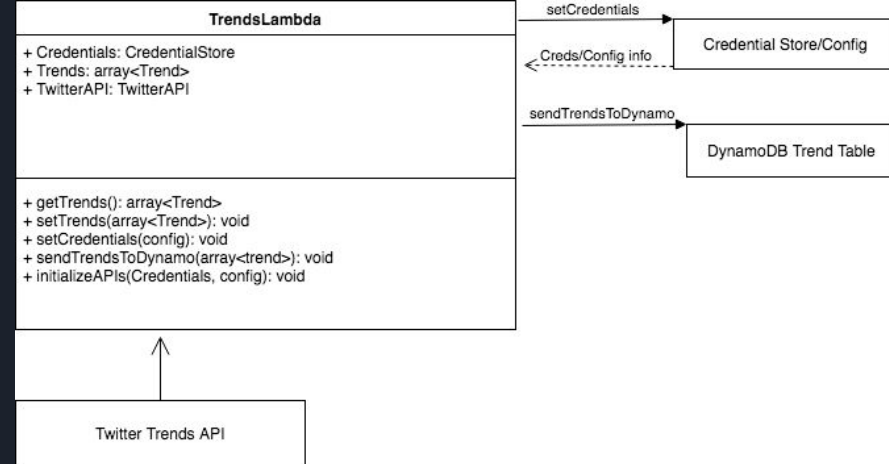 TrendsLambda
+ Credentials: CredentialStore
+ Trends: array<Trend>
+ TwitterAPI: TwitterAPI
+ getTrends(): array<Trend>
+ setTrends(array<Trend>): void
+ setCredentials(config): void
+ sendTrendsToDynamo(array<trend>): void
+ initializeAPIs(Credentials, config): void
setCredentials
Creds/Config info
Credential Store/Config
sendTrendsToDynamo
DynamoDB Trend Table
Twitter Trends API